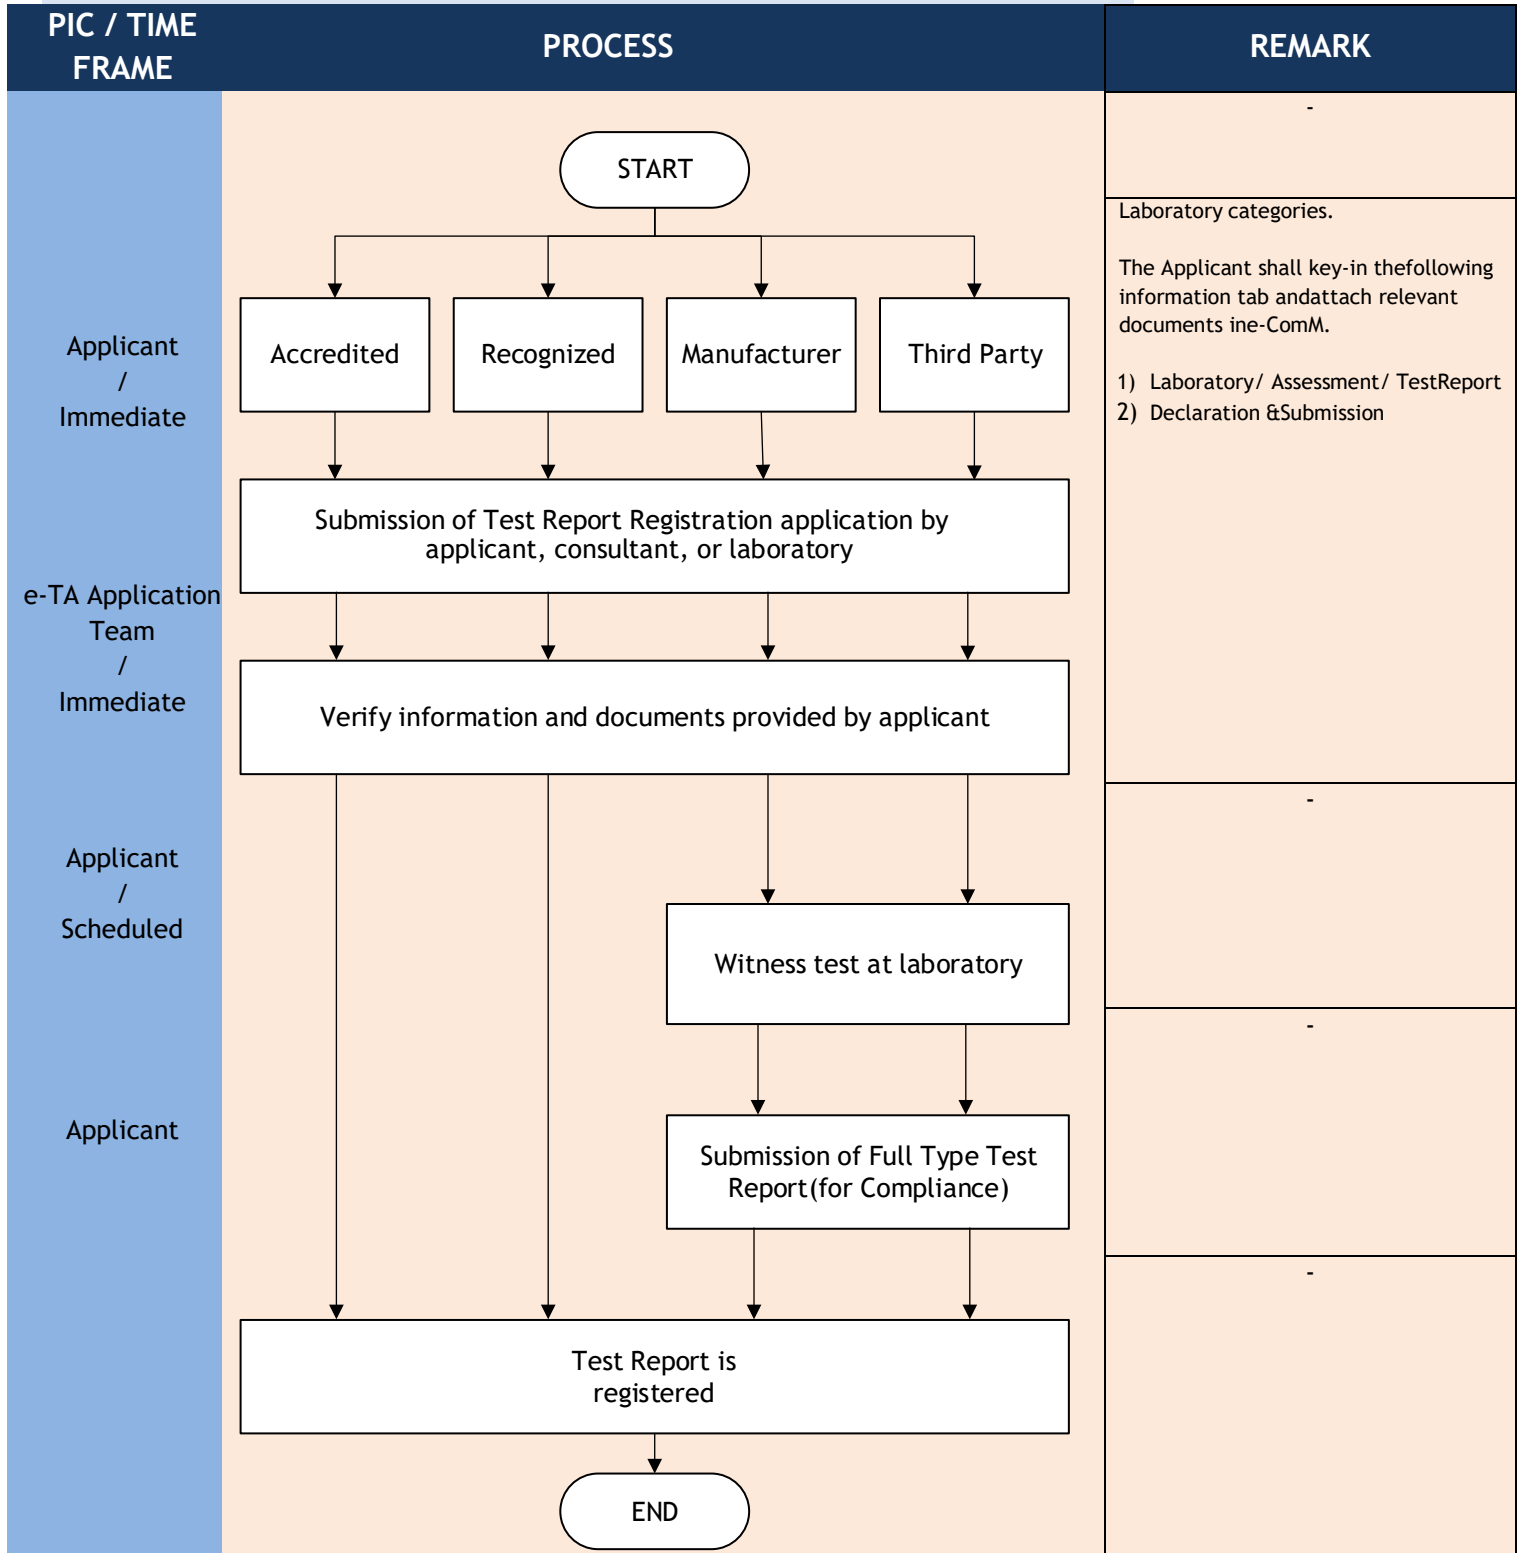 PIC / TIME
FRAME
PROCESS
REMARK
-
START
Laboratory categories.
The Applicant shall key-in thefollowing
information tab andattach relevant
documents ine-ComM.
1) Laboratory/ Assessment/ TestReport
2) Declaration &Submission
Applicant
/
Immediate
Accredited
Recognized
Manufacturer
Third Party
Submission of Test Report Registration application by
applicant, consultant, or laboratory
e-TA Application
Team
/
Immediate
Verify information and documents provided by applicant
-
Applicant
/
Scheduled
Witness test at laboratory
-
Applicant
Submission of Full Type Test
Report(for Compliance)
-
Test Report is
registered
END